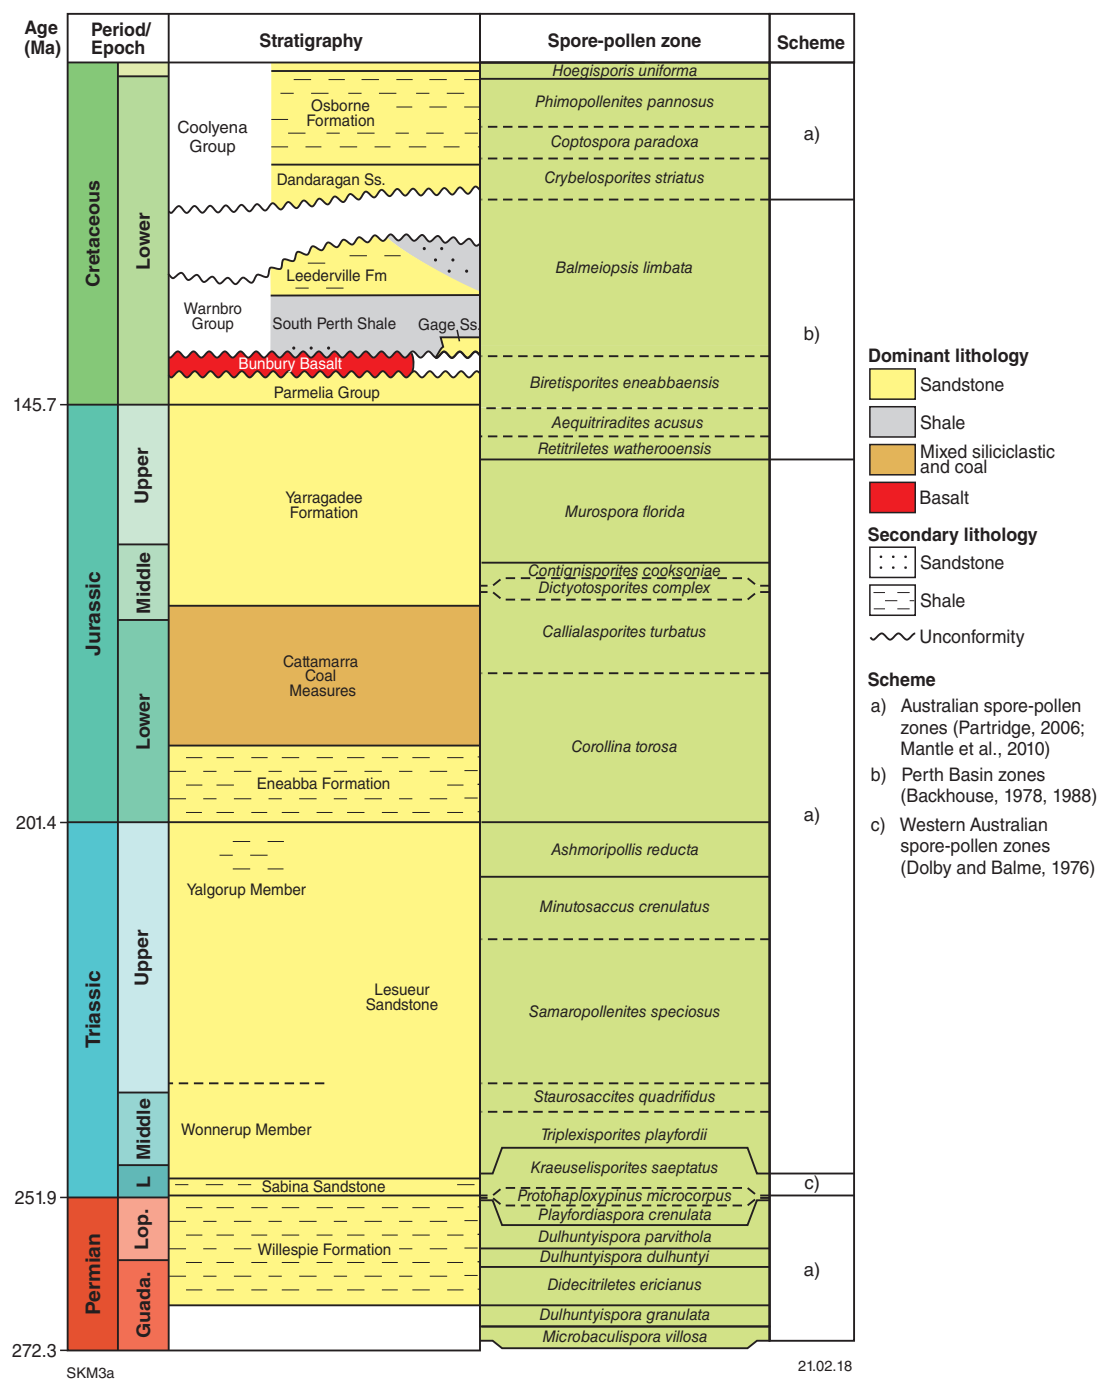 Age
(Ma)
Period/
Epoch
Stratigraphy
Spore-pollen zone
Scheme
Cretaceous
Lower
Coolyena
Group
Osborne
Formation
Dandaragan Ss.
Leederville Fm
Warnbro
Group
South Perth Shale
Gage Ss.
Bunbury Basalt
Parmelia Group
Hoegisporis uniforma
Phimopollenites pannosus
Coptospora paradoxa
Crybelosporites striatus
Balmeiopsis limbata
Biretisporites eneabbaensis
a)
b)
145.7
Jurassic
Upper
Middle
Lower
Yarragadee
Formation
Cattamarra
Coal
Measures
Eneabba Formation
Aequitriradites acusus
Retitriletes watherooensis
Murospora florida
Contignisporites cooksoniae
Dictyotosporites complex
Callialasporites turbatus
Corollina torosa
a)
201.4
Triassic
Upper
Middle
L
Yalgorup Member
Lesueur
Sandstone
Wonnerup Member
Sabina Sandstone
Ashmoripollis reducta
Minutosaccus crenulatus
Samaropollenites speciosus
Staurosaccites quadrifidus
Triplexisporites playfordii
Kraeuselisporites saeptatus
Protohaploxypinus microcorpus
c)
251.9
Permian
Lop.
Guada.
Willespie Formation
Playfordiaspora crenulata
Dulhuntyispora parvithola
Dulhuntyispora dulhuntyi
Didecitriletes ericianus
Dulhuntyispora granulata
Microbaculispora villosa
a)
272.3
SKM3a
21.02.18
Dominant lithology
Sandstone
Shale
Mixed siliciclastic
and coal
Basalt
Secondary lithology
Sandstone
Shale
Unconformity
Scheme
a) Australian spore-pollen
zones (Partridge, 2006;
Mantle et al., 2010)
b) Perth Basin zones
(Backhouse, 1978, 1988)
c) Western Australian
spore-pollen zones
(Dolby and Balme, 1976)